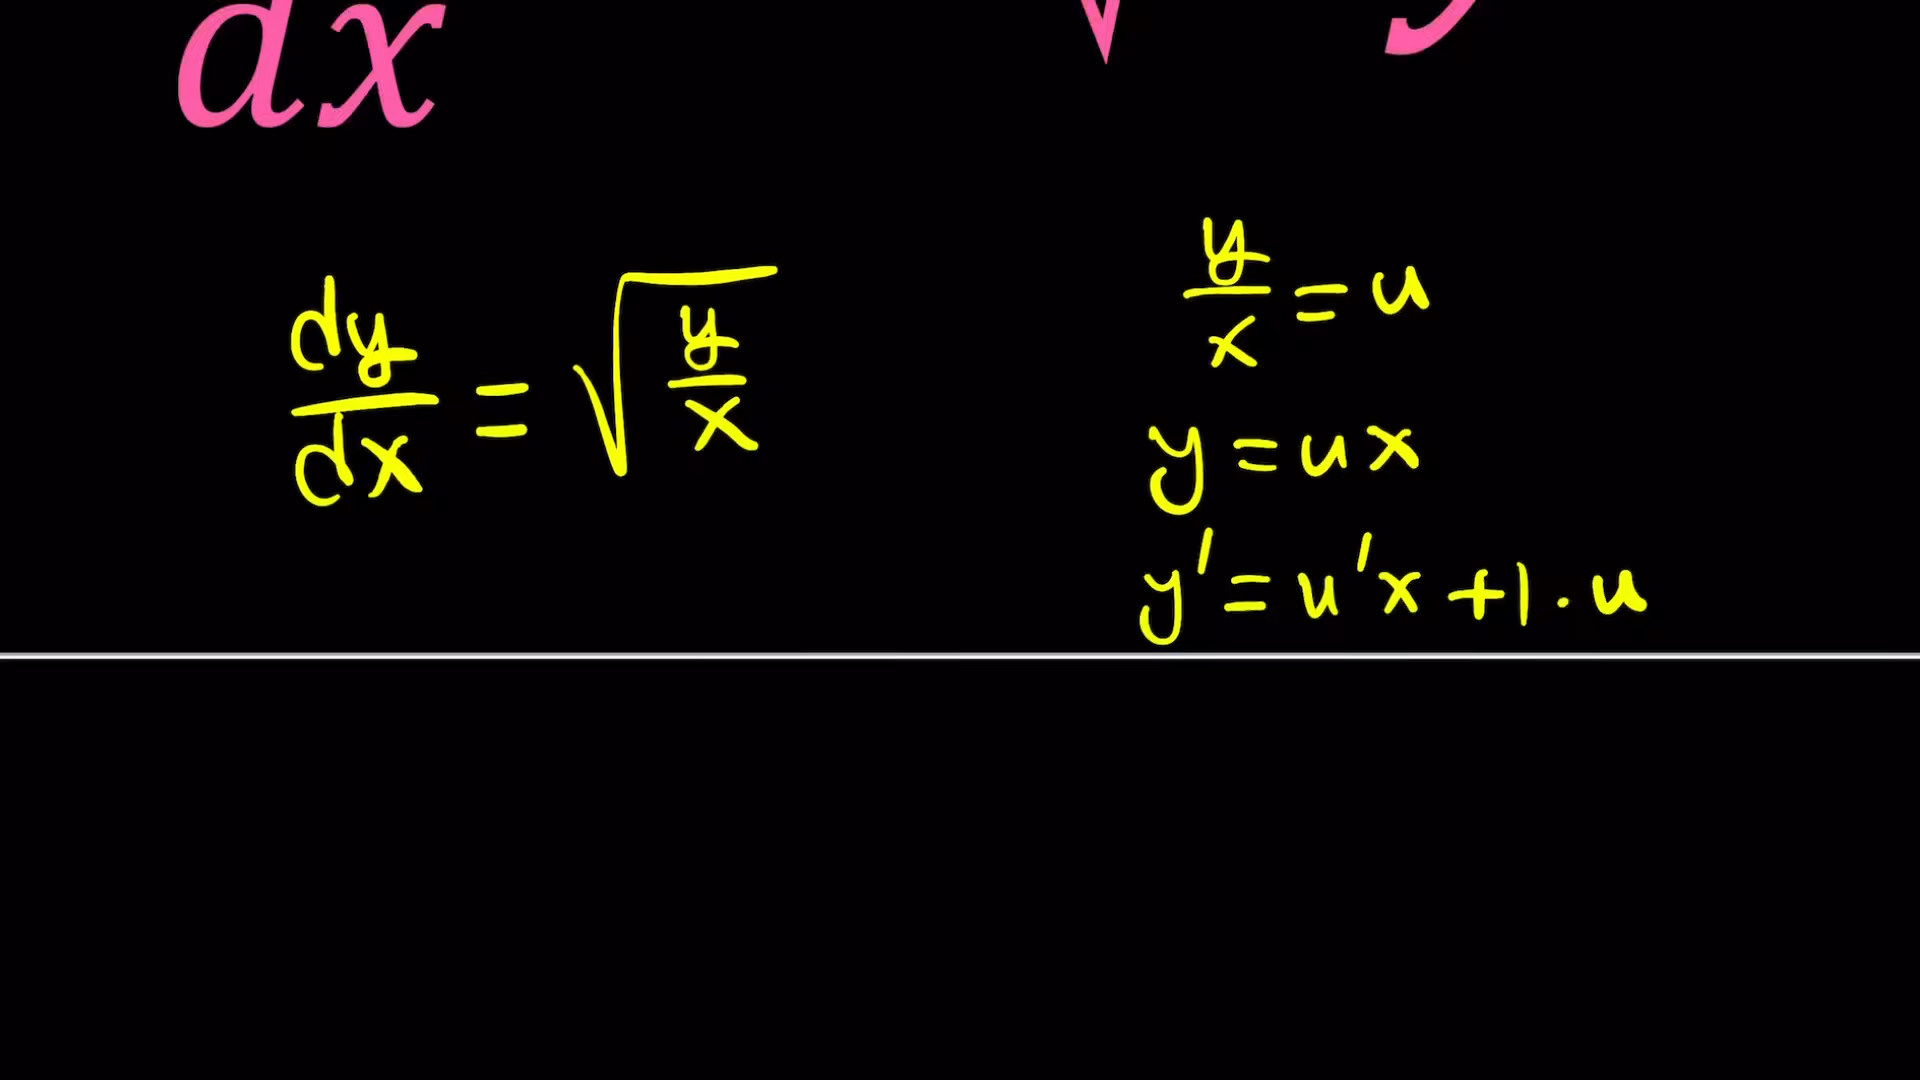 dx √ y
dy/dx = √(y/x)
y/x = u
y = ux
y' = u'x + 1 · u